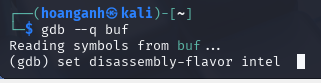 ┌──(hoanganh㉿kali)-[~]
└─$ gdb --q buf
Reading symbols from buf...
(gdb) set disassembly-flavor intel